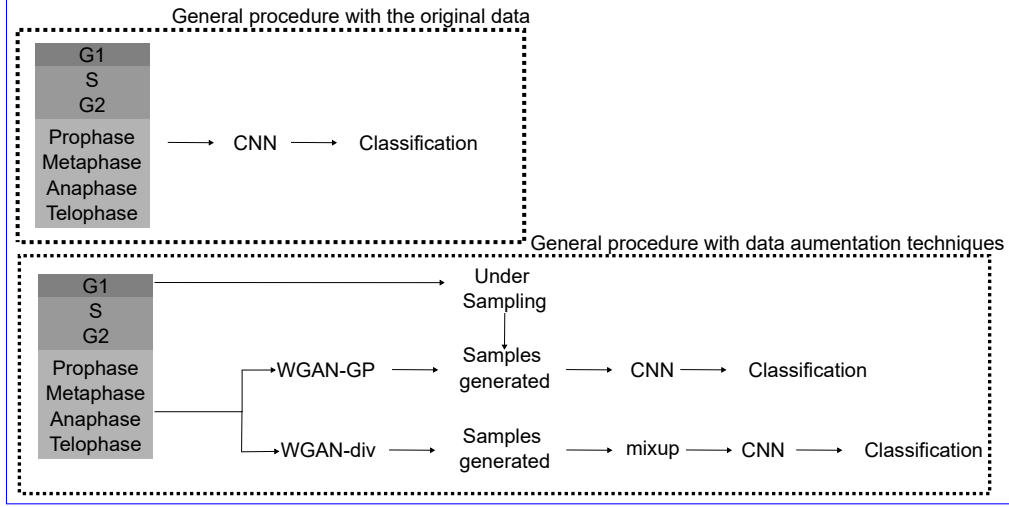 General procedure with the original data
G1
S
G2
Prophase
Metaphase
Anaphase
Telophase
CNN
Classification
General procedure with data aumentation techniques
G1
S
G2
Prophase
Metaphase
Anaphase
Telophase
Under
Sampling
WGAN-GP
Samples
generated
CNN
Classification
WGAN-div
Samples
generated
mixup
CNN
Classification